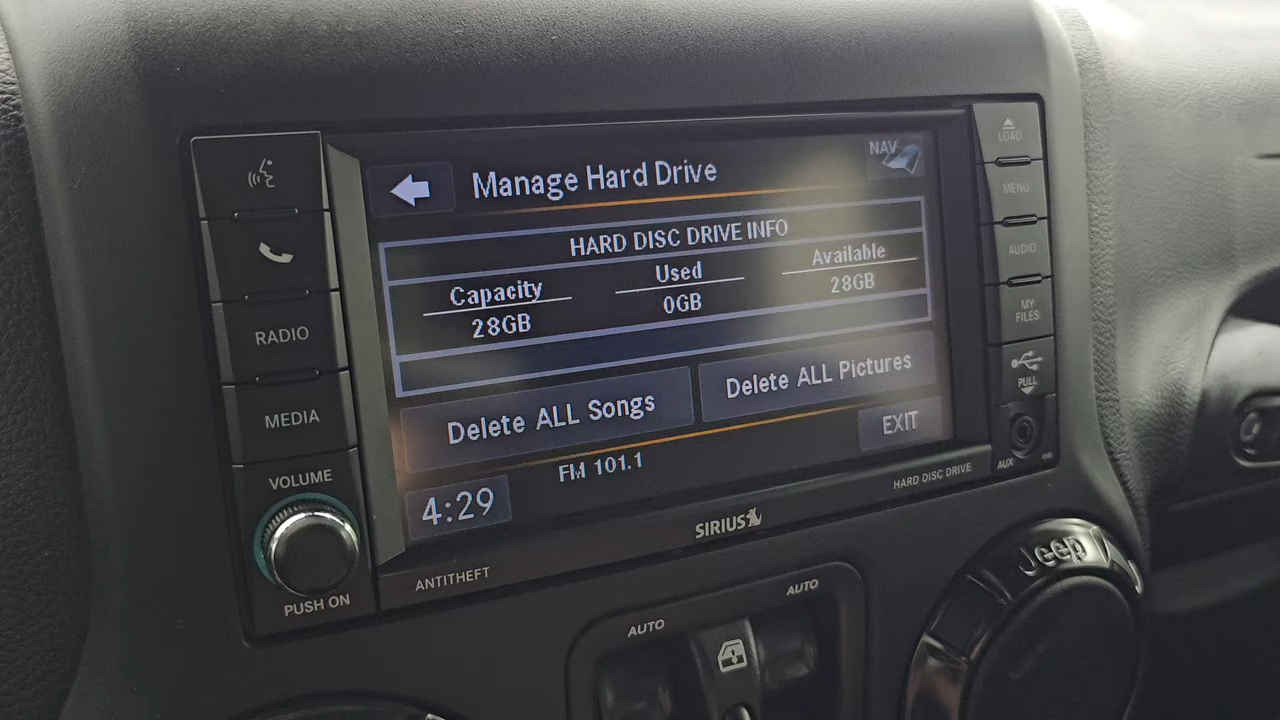 NAV
Manage Hard Drive
HARD DISC DRIVE INFO
Capacity Used Available
28GB 0GB 28GB
Delete ALL Songs Delete ALL Pictures
EXIT
FM 101.1
4:29
RADIO
MEDIA
VOLUME
PUSH ON
ANTITHEFT
SIRIUS
HARD DISC DRIVE
LOAD
MENU
AUDIO
MY
FILES
PULL
AUX
AUTO
AUTO
Jeep